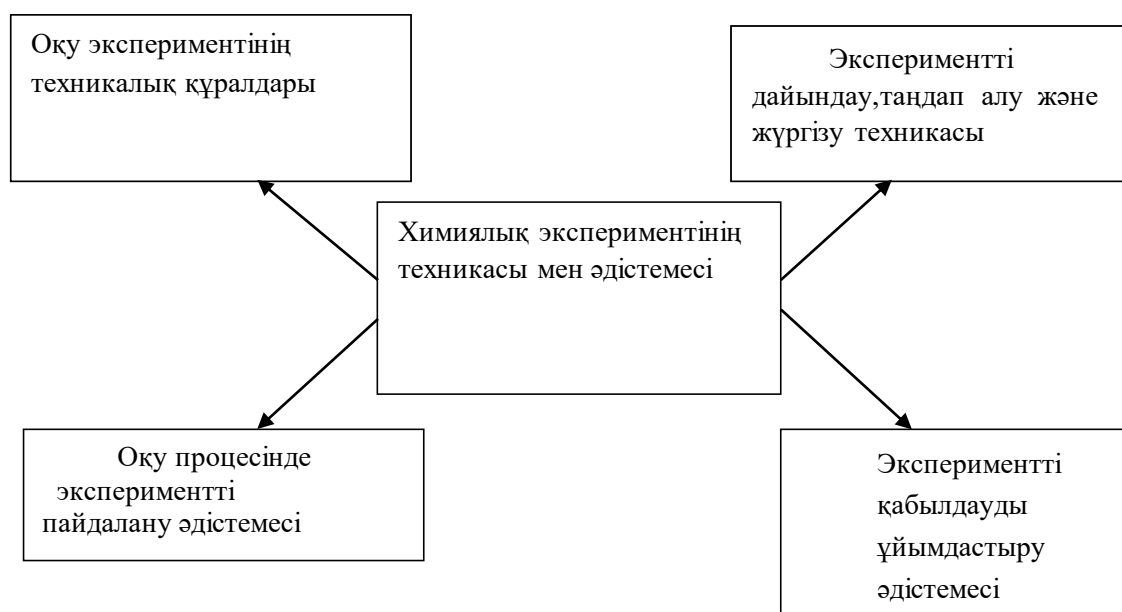 Оқу экспериментінің
техникалық құралдары
Экспериментті
дайындау,таңдап алу және
жүргізу техникасы
Химиялық экспериментінің
техникасы мен әдістемесі
Оқу процесінде
экспериментті
пайдалану әдістемесі
Экспериментті
қабылдауды
ұйымдастыру
әдістемесі